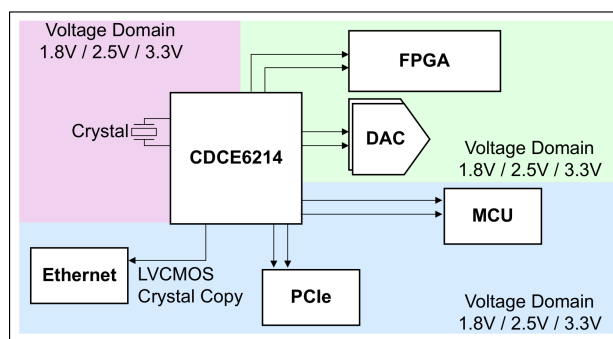 Voltage Domain
1.8V / 2.5V / 3.3V
FPGA
Crystal
CDCE6214
DAC
Voltage Domain
1.8V / 2.5V / 3.3V
MCU
Ethernet
LVCMOS
Crystal Copy
PCIe
Voltage Domain
1.8V / 2.5V / 3.3V